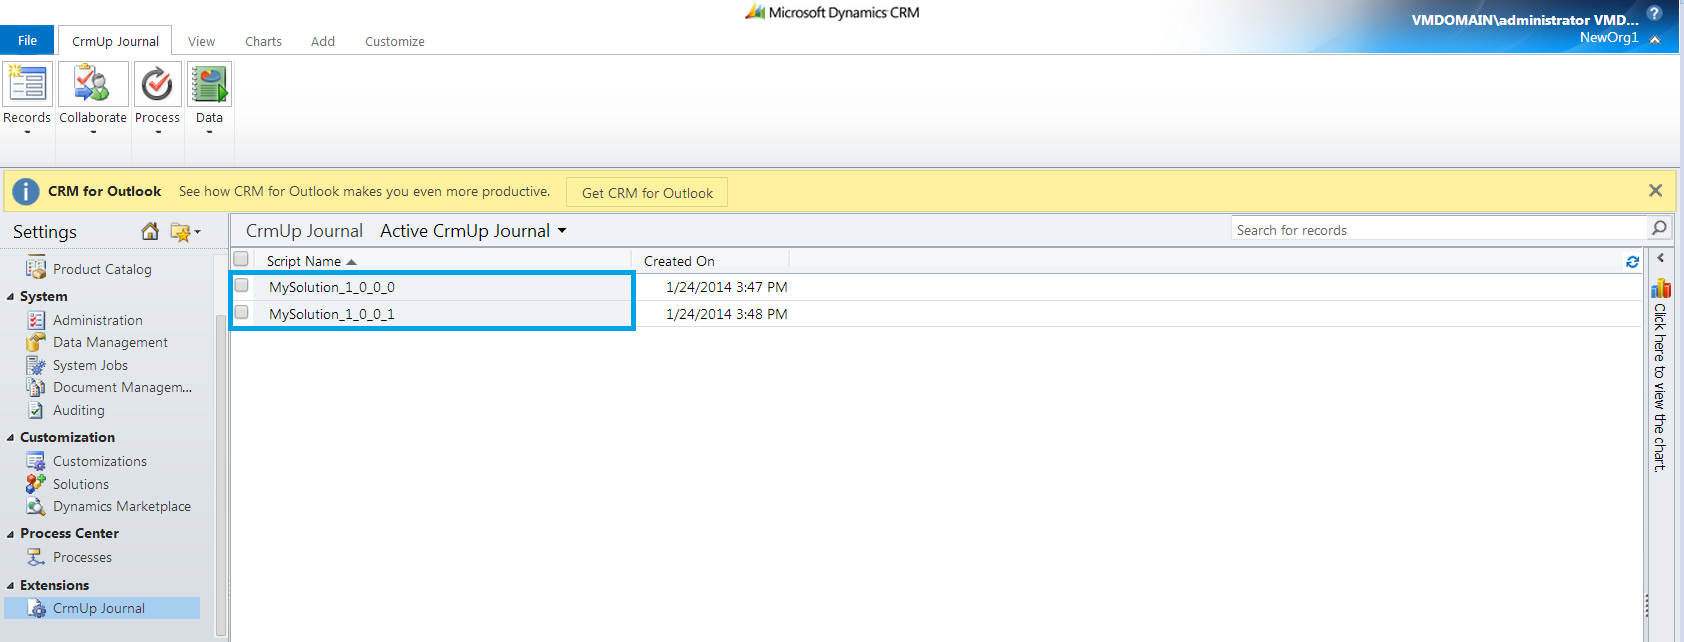 Microsoft Dynamics CRM
VMDOMAIN\administrator VMD...
NewOrg1
File
CrmUp Journal
View
Charts
Add
Customize
Records
Collaborate
Process
Data
CRM for Outlook
See how CRM for Outlook makes you even more productive.
Get CRM for Outlook
Settings
CrmUp Journal
Active CrmUp Journal
Search for records
Product Catalog
System
Administration
Data Management
System Jobs
Document Managem...
Auditing
Customization
Customizations
Solutions
Dynamics Marketplace
Process Center
Processes
Extensions
CrmUp Journal
Script Name
Created On
MySolution_1_0_0_0
1/24/2014 3:47 PM
MySolution_1_0_0_1
1/24/2014 3:48 PM
Click here to view the chart.